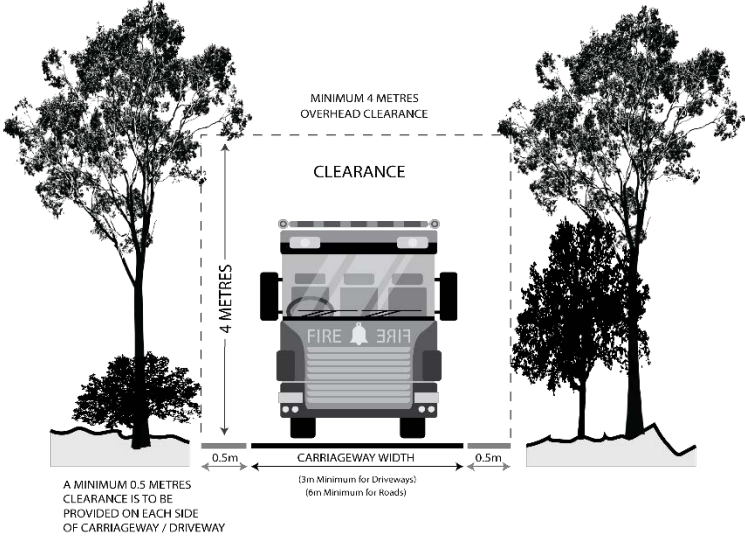 MINIMUM 4 METRES
OVERHEAD CLEARANCE
CLEARANCE
4 METRES
FIRE FIRE
0.5m
CARRIAGEWAY WIDTH
0.5m
(3m Minimum for Driveways)
(6m Minimum for Roads)
A MINIMUM 0.5 METRES
CLEARANCE IS TO BE
PROVIDED ON EACH SIDE
OF CARRIAGEWAY / DRIVEWAY